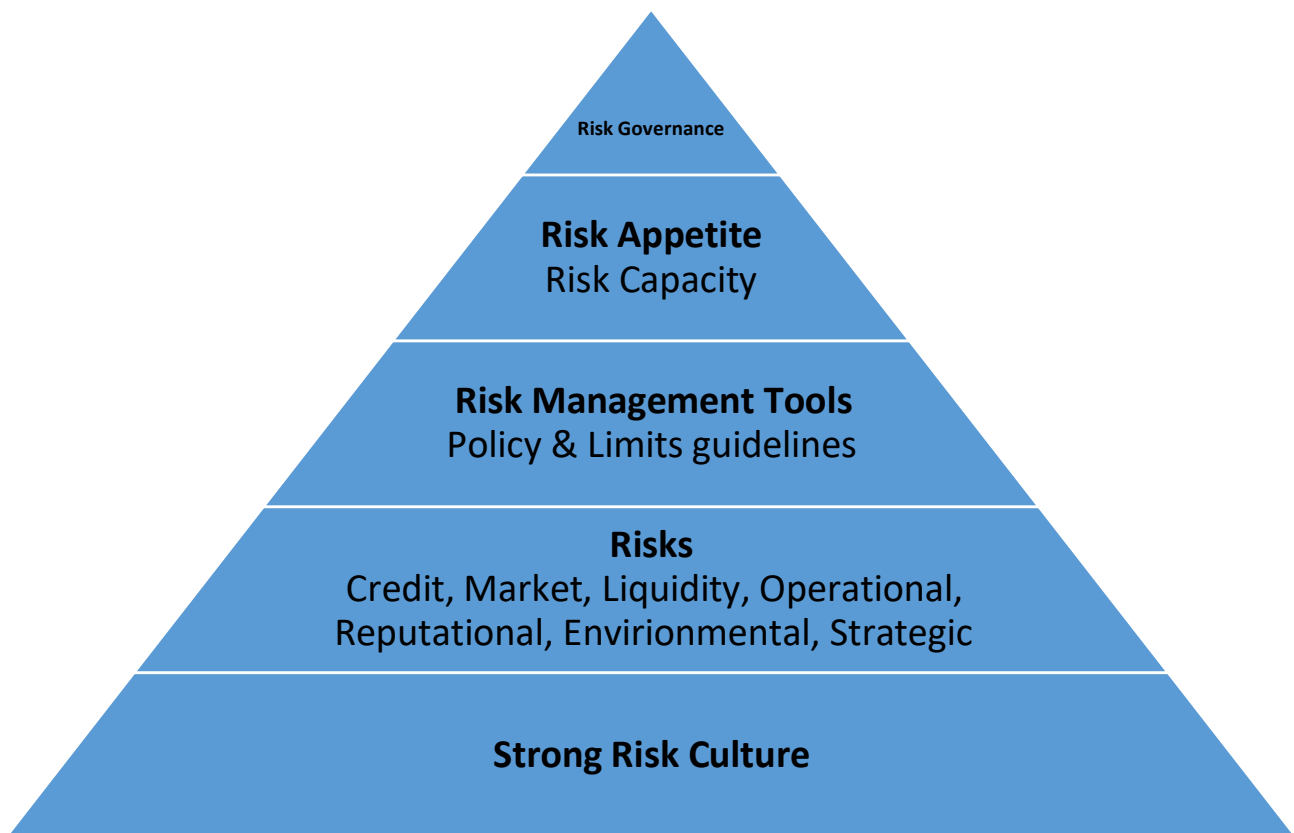 Risk Governance
Risk Appetite
Risk Capacity
Risk Management Tools
Policy & Limits guidelines
Risks
Credit, Market, Liquidity, Operational,
Reputational, Envirionmental, Strategic
Strong Risk Culture